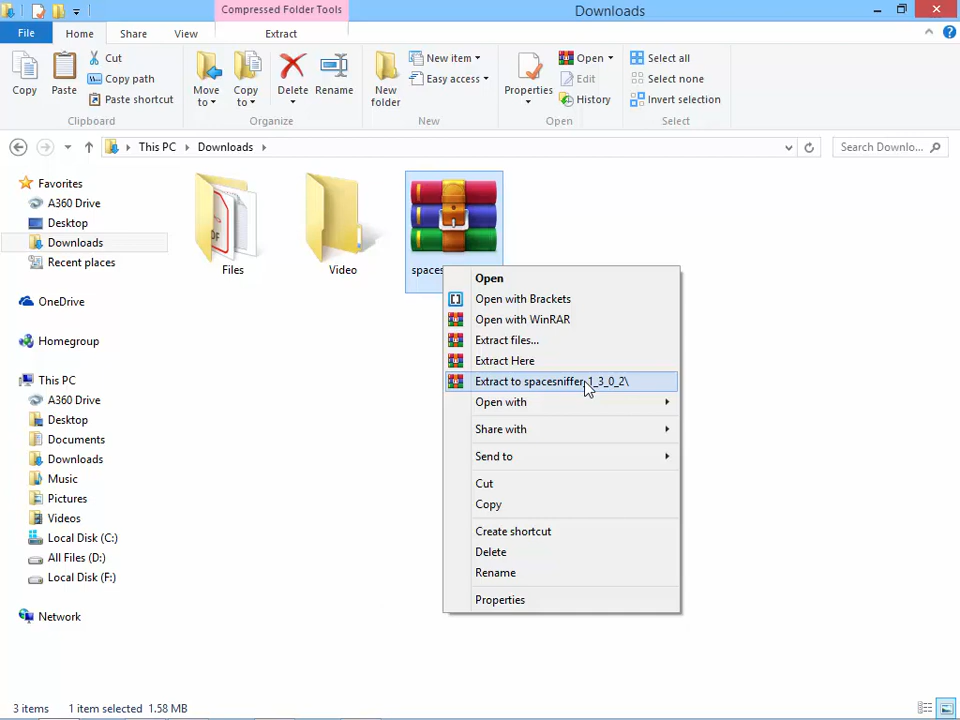 Compressed Folder Tools
Downloads
File
Home
Share
View
Extract
Copy
Paste
Cut
Copy path
Paste shortcut
Move to
Copy to
Delete
Rename
New folder
New item
Easy access
Properties
Open
Edit
History
Select all
Select none
Invert selection
Clipboard
Organize
New
Open
Select
This PC
Downloads
Search Downlo...
Favorites
A360 Drive
Desktop
Downloads
Recent places
OneDrive
Homegroup
This PC
A360 Drive
Desktop
Documents
Downloads
Music
Pictures
Videos
Local Disk (C:)
All Files (D:)
Local Disk (F:)
Network
Files
Video
Open
Open with Brackets
Open with WinRAR
Extract files...
Extract Here
Extract to spacesniffer_1_3_0_2\
Open with
Share with
Send to
Cut
Copy
Create shortcut
Delete
Rename
Properties
3 items
1 item selected 1.58 MB